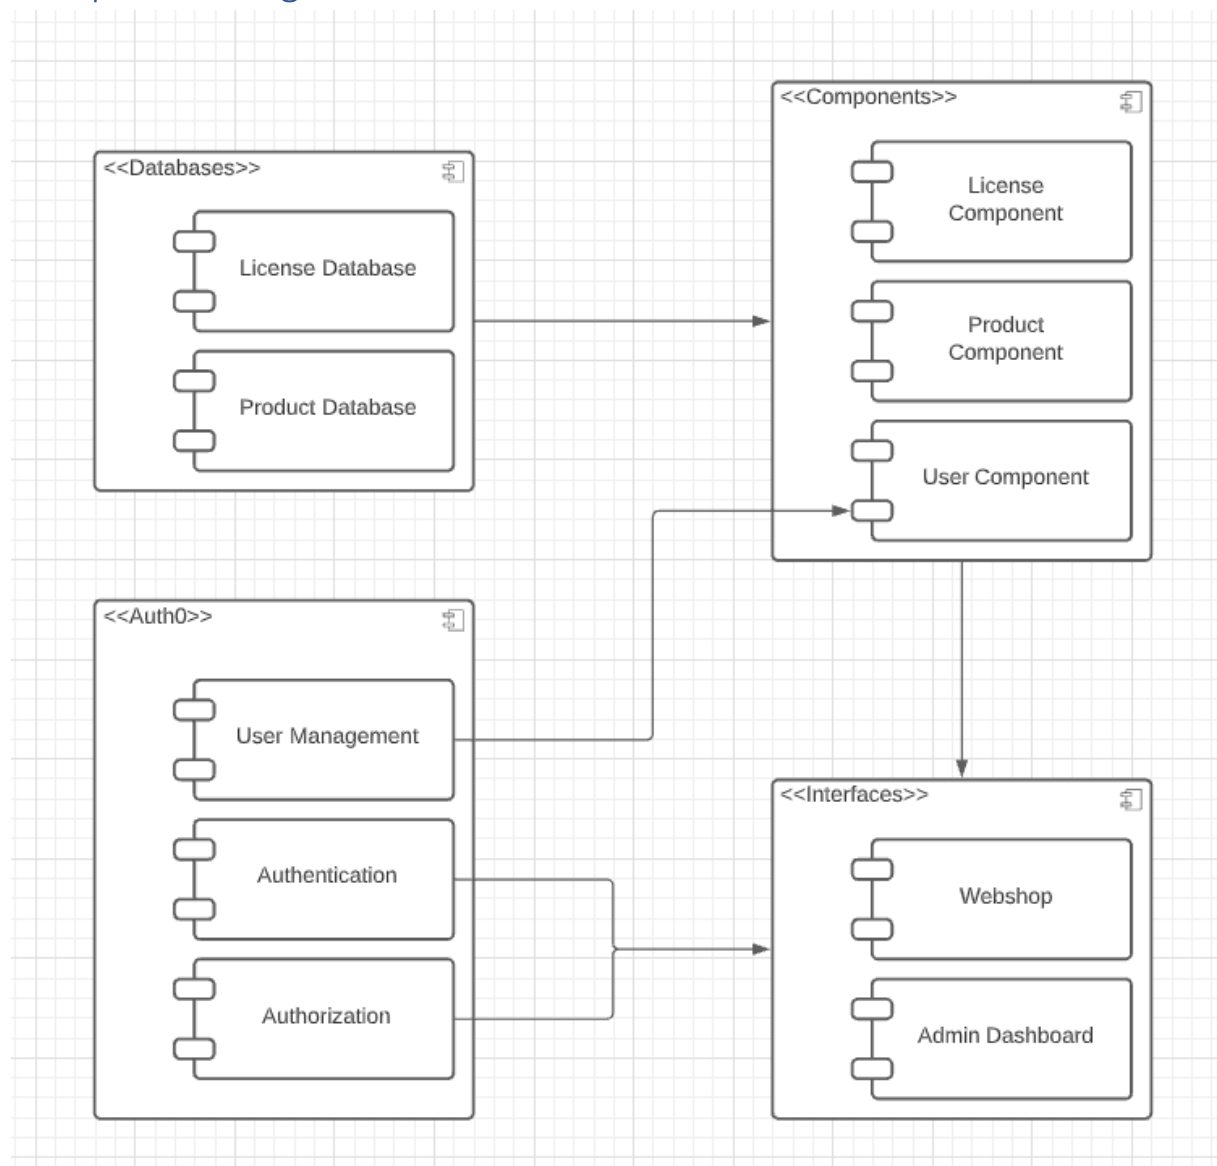 <<Databases>>
License Database
Product Database
<<Components>>
License
Component
Product
Component
User Component
<<Auth0>>
User Management
Authentication
Authorization
<<Interfaces>>
Webshop
Admin Dashboard